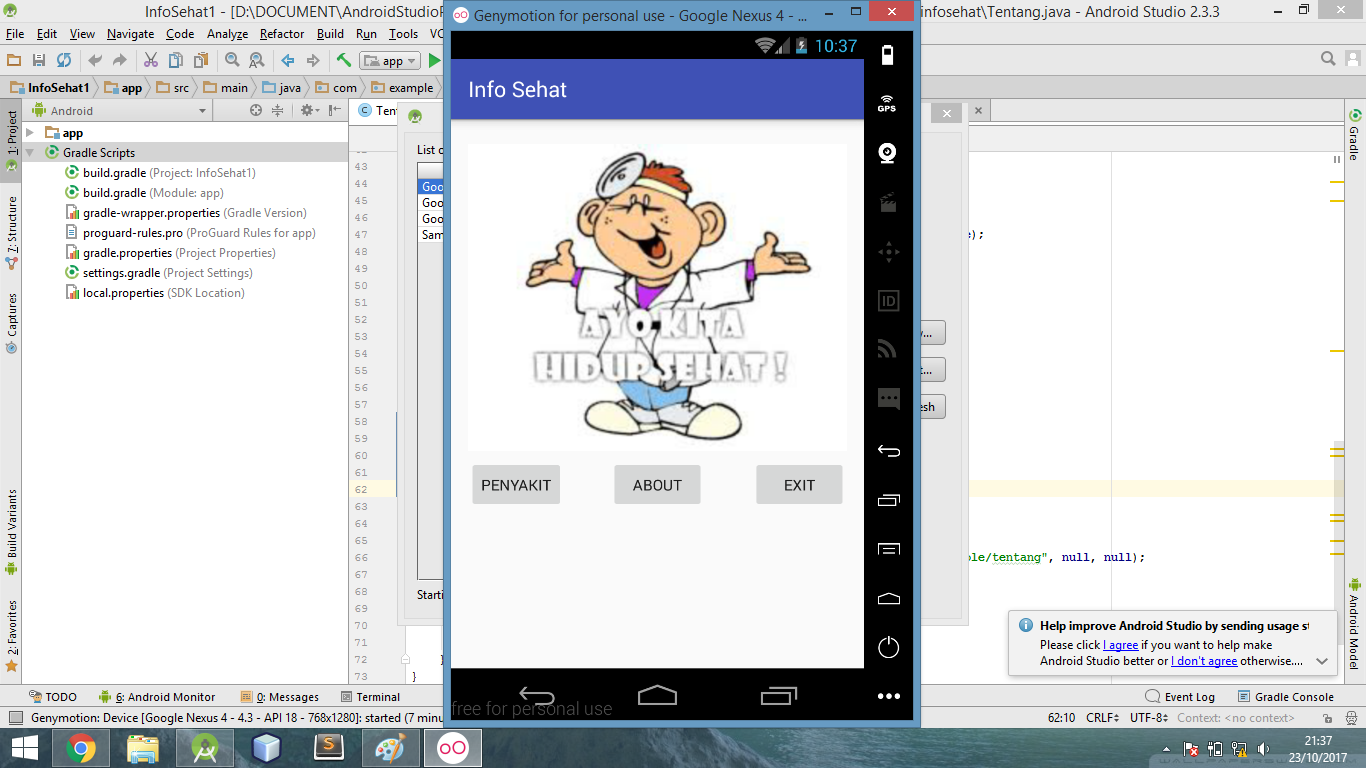 InfoSehat1 - [D:\DOCUMENT\AndroidStudioP
Genymotion for personal use - Google Nexus 4 - ...
infosehat\Tentang.java - Android Studio 2.3.3
File Edit View Navigate Code Analyze Refactor Build Run Tools VC
app
InfoSehat1 app src main java com example
Android
Ten
1: Project
7: Structure
Captures
Build Variants
2: Favorites
app
Gradle Scripts
build.gradle (Project: InfoSehat1)
build.gradle (Module: app)
gradle-wrapper.properties (Gradle Version)
proguard-rules.pro (ProGuard Rules for app)
gradle.properties (Project Properties)
settings.gradle (Project Settings)
local.properties (SDK Location)
43
44
45
46
47
48
49
50
51
52
53
54
55
56
57
58
59
60
61
62
63
64
65
66
67
68
69
70
71
72 }
73 }
List o
Goo
Goo
Goo
Sam
Starti
10:37
Info Sehat
AYO KITA
HIDUP SEHAT !
PENYAKIT ABOUT EXIT
free for personal use
GPS
ID
e);
...
esh
le/tentang", null, null);
Gradle
Android Model
Help improve Android Studio by sending usage s
Please click I agree if you want to help make
Android Studio better or I don't agree otherwise....
TODO 6: Android Monitor 0: Messages Terminal
Event Log Gradle Console
Genymotion: Device [Google Nexus 4 - 4.3 - API 18 - 768x1280]: started (7 minu
62:10 CRLF UTF-8 Context: <no context>
21:37
23/10/2017